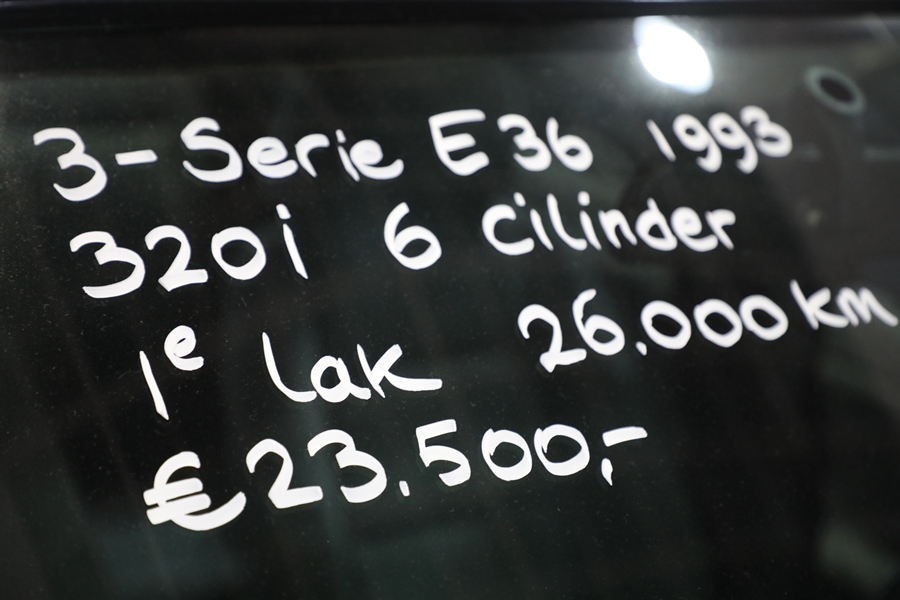 3-Serie E36 1993
320i 6 cilinder
1e lak 26.000 km
€23.500,-